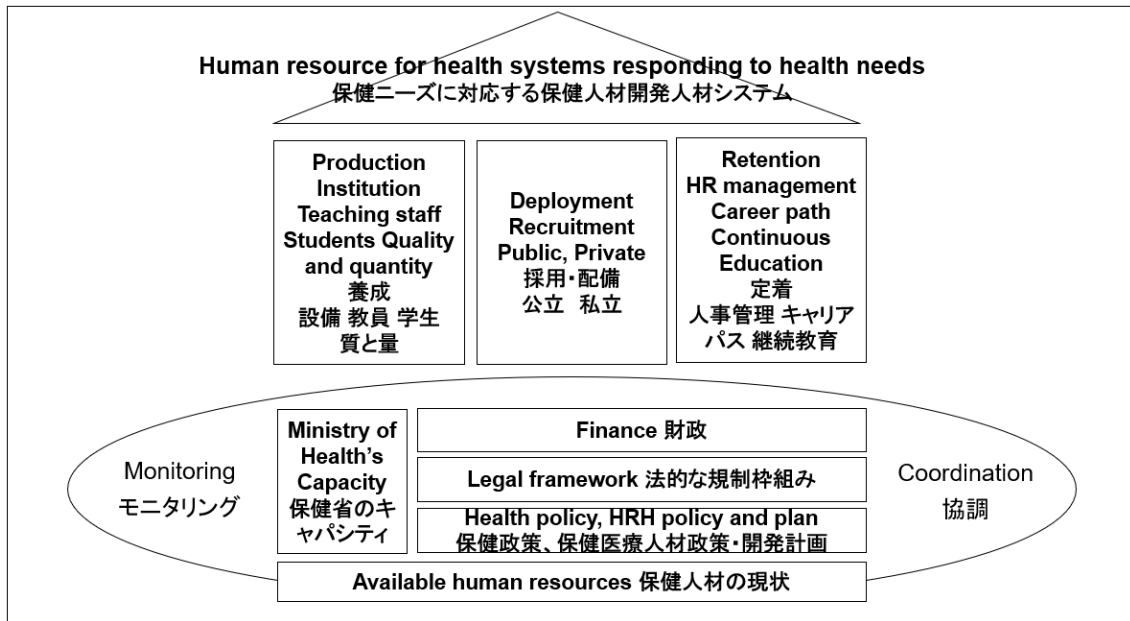 Human resource for health systems responding to health needs
保健ニーズに対応する保健人材開発人材システム
Production
Institution
Teaching staff
Students Quality
and quantity
養成
設備 教員 学生
質と量
Deployment
Recruitment
Public, Private
採用・配備
公立 私立
Retention
HR management
Career path
Continuous
Education
定着
人事管理 キャリア
パス 継続教育
Monitoring
モニタリング
Ministry of
Health's
Capacity
保健省のキ
ャパシティ
Finance 財政
Legal framework 法的な規制枠組み
Health policy, HRH policy and plan
保健政策、保健医療人材政策・開発計画
Available human resources 保健人材の現状
Coordination
協調